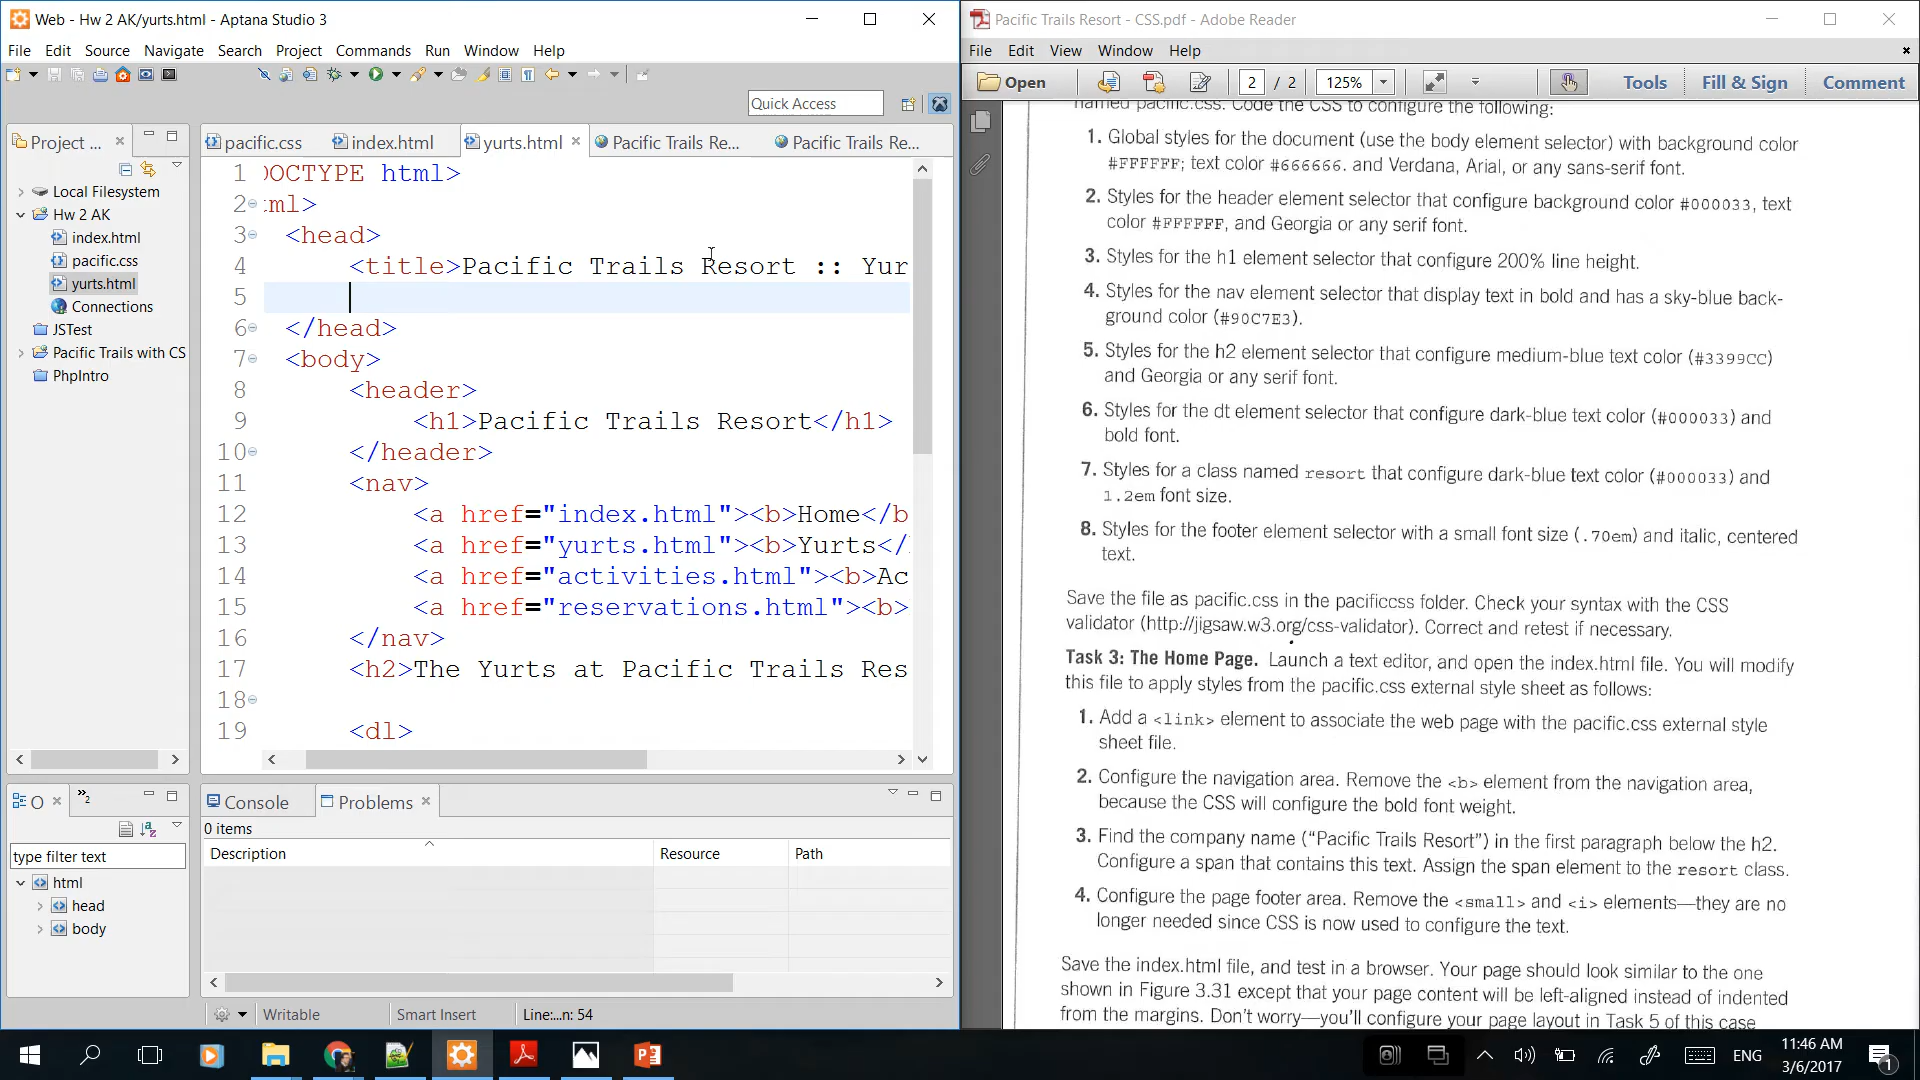 Web - Hw 2 AK/yurts.html - Aptana Studio 3
File Edit Source Navigate Search Project Commands Run Window Help
Quick Access
Project ...
pacific.css
index.html
yurts.html
Pacific Trails Re...
Pacific Trails Re...
Local Filesystem
Hw 2 AK
index.html
pacific.css
yurts.html
Connections
JSTest
Pacific Trails with CS
PhpIntro
1 DOCTYPE html>
2 ml>
3 <head>
4 <title>Pacific Trails Resort :: Yur
5
6 </head>
7 <body>
8 <header>
9 <h1>Pacific Trails Resort</h1>
10 </header>
11 <nav>
12 <a href="index.html"><b>Home</b
13 <a href="yurts.html"><b>Yurts</
14 <a href="activities.html"><b>Ac
15 <a href="reservations.html"><b>
16 </nav>
17 <h2>The Yurts at Pacific Trails Res
18
19 <dl>
O
»2
type filter text
html
head
body
Console
Problems
0 items
Description Resource Path
Writable Smart Insert Line:...n: 54
Pacific Trails Resort - CSS.pdf - Adobe Reader
File Edit View Window Help
Open 2 / 2 125% Tools Fill & Sign Comment
named pacific.css. Code the CSS to configure the following:
1. Global styles for the document (use the body element selector) with background color
#FFFFFF; text color #666666. and Verdana, Arial, or any sans-serif font.
2. Styles for the header element selector that configure background color #000033, text
color #FFFFFF, and Georgia or any serif font.
3. Styles for the h1 element selector that configure 200% line height.
4. Styles for the nav element selector that display text in bold and has a sky-blue back-
ground color (#90C7E3).
5. Styles for the h2 element selector that configure medium-blue text color (#3399CC)
and Georgia or any serif font.
6. Styles for the dt element selector that configure dark-blue text color (#000033) and
bold font.
7. Styles for a class named resort that configure dark-blue text color (#000033) and
1.2em font size.
8. Styles for the footer element selector with a small font size (.70em) and italic, centered
text.
Save the file as pacific.css in the pacificcss folder. Check your syntax with the CSS
validator (http://jigsaw.w3.org/css-validator). Correct and retest if necessary.
Task 3: The Home Page. Launch a text editor, and open the index.html file. You will modify
this file to apply styles from the pacific.css external style sheet as follows:
1. Add a <link> element to associate the web page with the pacific.css external style
sheet file.
2. Configure the navigation area. Remove the <b> element from the navigation area,
because the CSS will configure the bold font weight.
3. Find the company name ("Pacific Trails Resort") in the first paragraph below the h2.
Configure a span that contains this text. Assign the span element to the resort class.
4. Configure the page footer area. Remove the <small> and <i> elements—they are no
longer needed since CSS is now used to configure the text.
Save the index.html file, and test in a browser. Your page should look similar to the one
shown in Figure 3.31 except that your page content will be left-aligned instead of indented
from the margins. Don't worry—you'll configure your page layout in Task 5 of this case
ENG
11:46 AM
3/6/2017
1